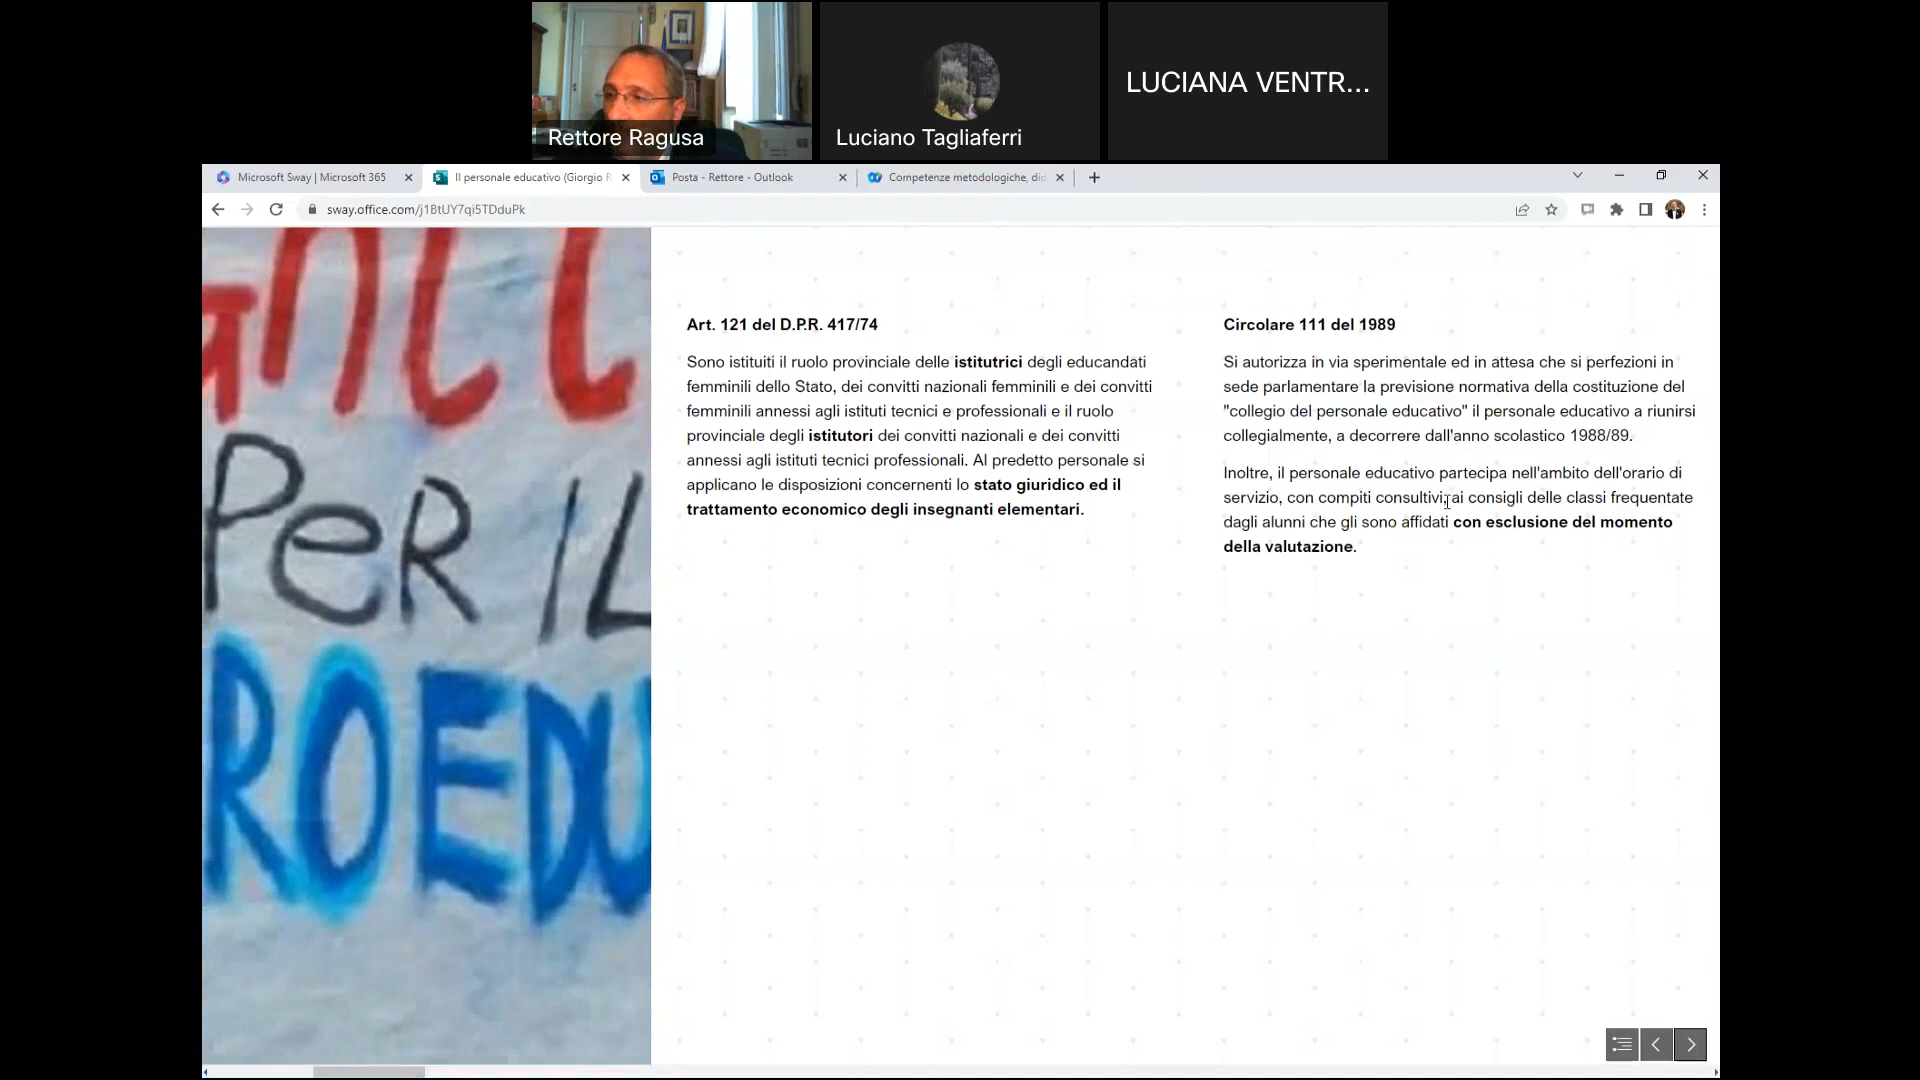 Rettore Ragusa
Luciano Tagliaferri
LUCIANA VENTR...
Microsoft Sway | Microsoft 365
Il personale educativo (Giorgio R
Posta - Rettore - Outlook
Competenze metodologiche, did
sway.office.com/j1BtUY7qi5TDduPk
PER IL
ROEDU
Art. 121 del D.P.R. 417/74
Sono istituiti il ruolo provinciale delle istitutrici degli educandati
femminili dello Stato, dei convitti nazionali femminili e dei convitti
femminili annessi agli istituti tecnici e professionali e il ruolo
provinciale degli istitutori dei convitti nazionali e dei convitti
annessi agli istituti tecnici professionali. Al predetto personale si
applicano le disposizioni concernenti lo stato giuridico ed il
trattamento economico degli insegnanti elementari.
Circolare 111 del 1989
Si autorizza in via sperimentale ed in attesa che si perfezioni in
sede parlamentare la previsione normativa della costituzione del
"collegio del personale educativo" il personale educativo a riunirsi
collegialmente, a decorrere dall'anno scolastico 1988/89.
Inoltre, il personale educativo partecipa nell'ambito dell'orario di
servizio, con compiti consultivi, ai consigli delle classi frequentate
dagli alunni che gli sono affidati con esclusione del momento
della valutazione.